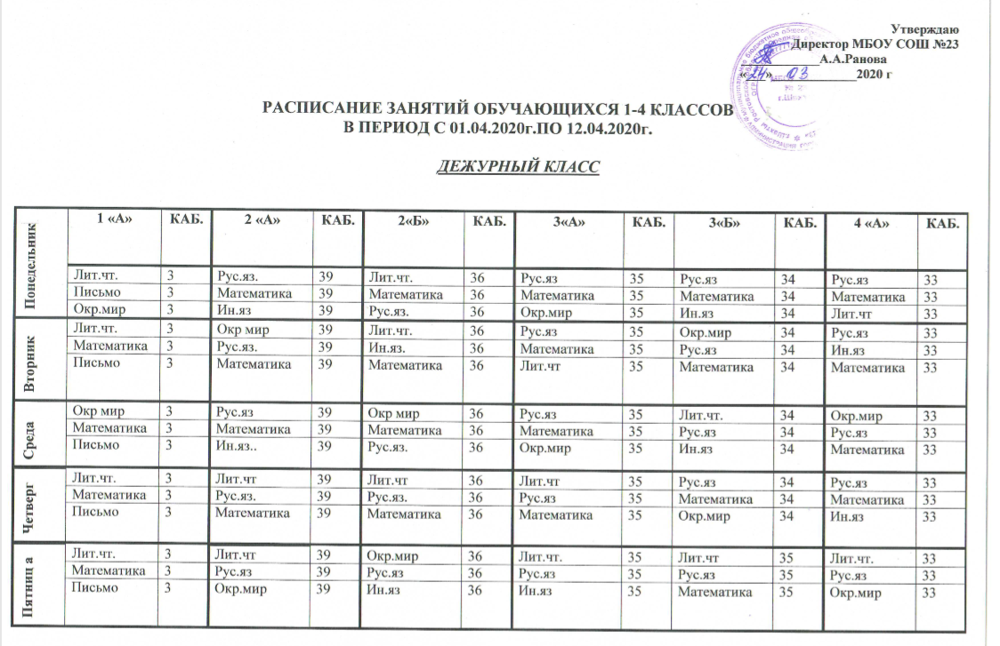 Утверждаю
Директор МБОУ СОШ №23
А.А.Ранова
«24» 03 2020 г
РАСПИСАНИЕ ЗАНЯТИЙ ОБУЧАЮЩИХСЯ 1-4 КЛАССОВ
В ПЕРИОД С 01.04.2020г.ПО 12.04.2020г.
ДЕЖУРНЫЙ КЛАСС
Понедельник
1 «А» КАБ. 2 «А» КАБ. 2«Б» КАБ. 3«А» КАБ. 3«Б» КАБ. 4 «А» КАБ.
Лит.чт. 3 Рус.яз. 39 Лит.чт. 36 Рус.яз 35 Рус.яз 34 Рус.яз 33
Письмо 3 Математика 39 Математика 36 Математика 35 Математика 34 Математика 33
Окр.мир 3 Ин.яз 39 Рус.яз. 36 Окр.мир 35 Ин.яз 34 Лит.чт 33
Вторник
Лит.чт. 3 Окр мир 39 Лит.чт. 36 Рус.яз 35 Окр.мир 34 Рус.яз 33
Математика 3 Рус.яз. 39 Ин.яз. 36 Математика 35 Рус.яз 34 Ин.яз 33
Письмо 3 Математика 39 Математика 36 Лит.чт 35 Математика 34 Математика 33
Среда
Окр мир 3 Рус.яз 39 Окр мир 36 Рус.яз 35 Лит.чт. 34 Окр.мир 33
Математика 3 Математика 39 Математика 36 Математика 35 Рус.яз 34 Рус.яз 33
Письмо 3 Ин.яз.. 39 Рус.яз. 36 Окр.мир 35 Ин.яз 34 Математика 33
Четверг
Лит.чт. 3 Лит.чт 39 Лит.чт 36 Лит.чт 35 Рус.яз 34 Рус.яз 33
Математика 3 Рус.яз. 39 Рус.яз. 36 Рус.яз 35 Математика 34 Математика 33
Письмо 3 Математика 39 Математика 36 Математика 35 Окр.мир 34 Ин.яз 33
Пятниц а
Лит.чт. 3 Лит.чт 39 Окр.мир 36 Лит.чт. 35 Лит.чт 35 Лит.чт. 33
Математика 3 Рус.яз 39 Рус.яз 36 Рус.яз 35 Рус.яз 35 Рус.яз 33
Письмо 3 Окр.мир 39 Ин.яз 36 Ин.яз 35 Математика 35 Окр.мир 33